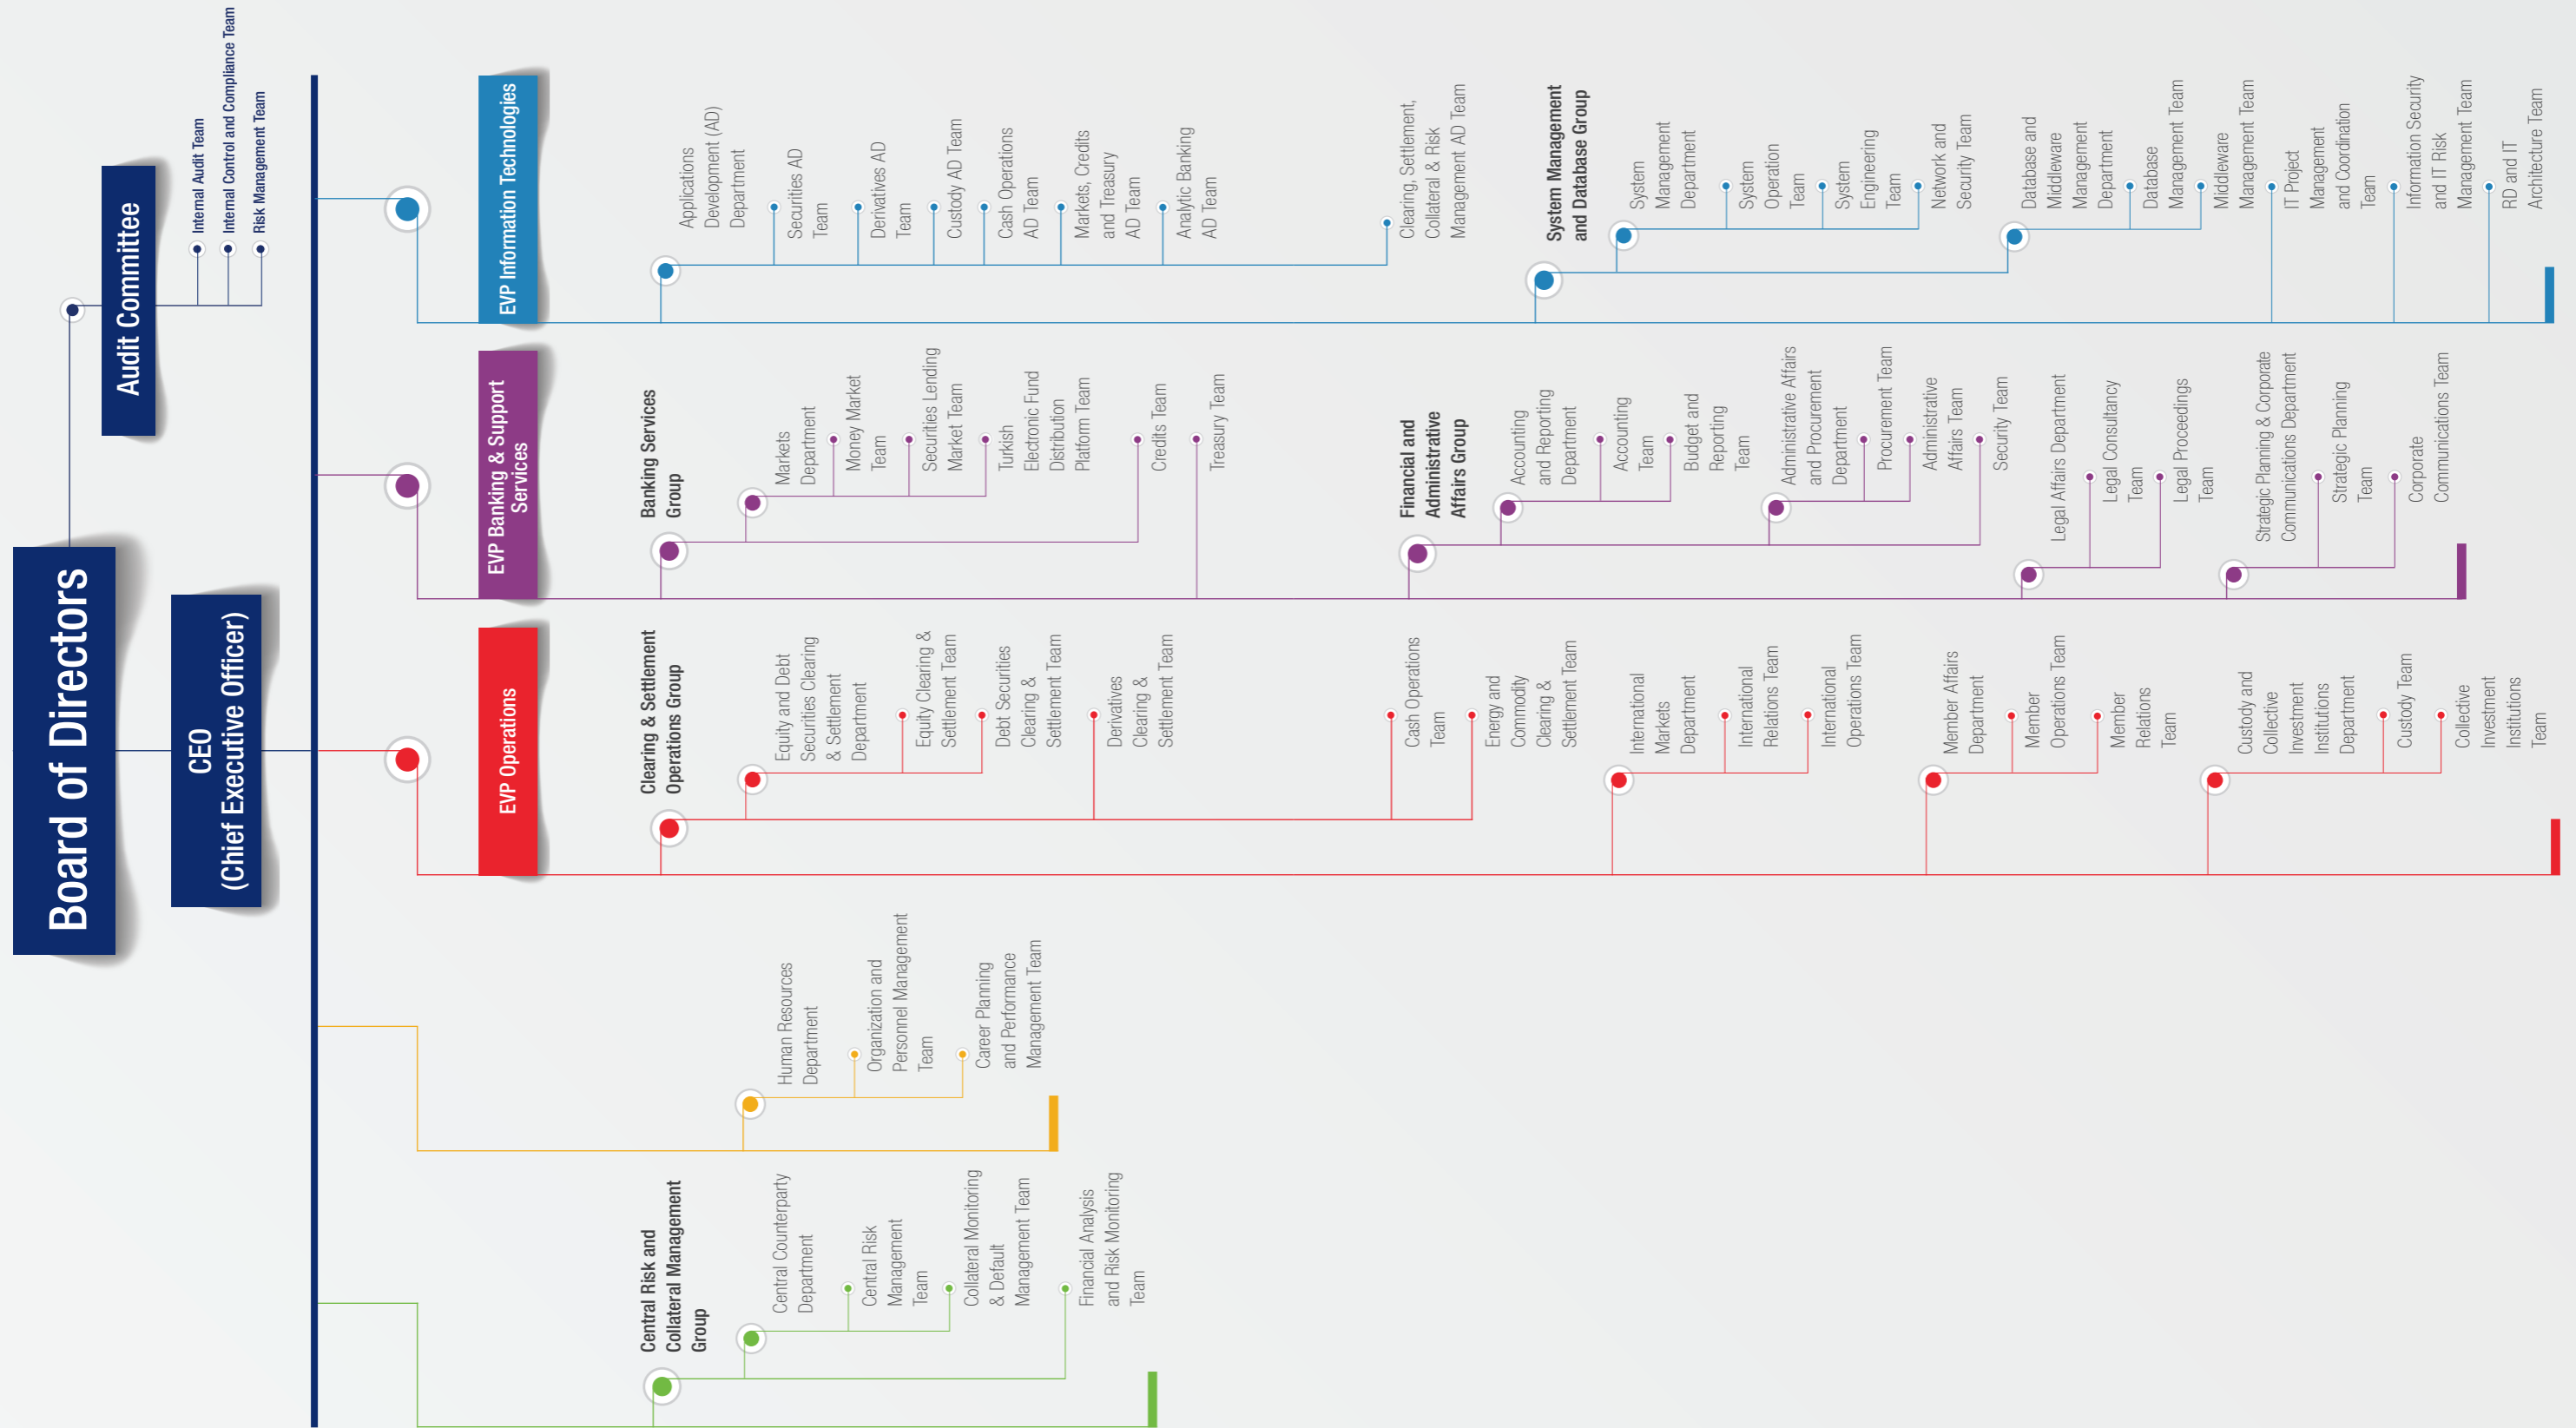 Board of Directors
CEO
(Chief Executive Officer)
Audit Committee
Internal Audit Team
Internal Control and Compliance Team
Risk Management Team
Central Risk and
Collateral Management
Group
Central Counterparty
Department
Central Risk
Management
Team
Collateral Monitoring
& Default
Management Team
Financial Analysis
and Risk Monitoring
Team
Human Resources
Department
Organization and
Personnel Management
Team
Career Planning
and Performance
Management Team
EVP Operations
Clearing & Settlement
Operations Group
Equity and Debt
Securities Clearing
& Settlement
Department
Equity Clearing &
Settlement Team
Debt Securities
Clearing &
Settlement Team
Derivatives
Clearing &
Settlement Team
Cash Operations
Team
Energy and
Commodity
Clearing &
Settlement Team
International
Markets
Department
International
Relations Team
International
Operations Team
Member Affairs
Department
Member
Operations Team
Member
Relations
Team
Custody and
Collective
Investment
Institutions
Department
Custody Team
Collective
Investment
Institutions
Team
EVP Banking & Support
Services
Banking Services
Group
Markets
Department
Money Market
Team
Securities Lending
Market Team
Turkish
Electronic Fund
Distribution
Platform Team
Credits Team
Treasury Team
Financial and
Administrative
Affairs Group
Accounting
and Reporting
Department
Accounting
Team
Budget and
Reporting
Team
Administrative Affairs
and Procurement
Department
Procurement Team
Administrative
Affairs Team
Security Team
Legal Affairs Department
Legal Consultancy
Team
Legal Proceedings
Team
Strategic Planning & Corporate
Communications Department
Strategic Planning
Team
Corporate
Communications Team
EVP Information Technologies
Applications
Development (AD)
Department
Securities AD
Team
Derivatives AD
Team
Custody AD Team
Cash Operations
AD Team
Markets, Credits
and Treasury
AD Team
Analytic Banking
AD Team
Clearing, Settlement,
Collateral & Risk
Management AD Team
System Management
and Database Group
System
Management
Department
System
Operation
Team
System
Engineering
Team
Network and
Security Team
Database and
Middleware
Management
Department
Database
Management Team
Middleware
Management Team
IT Project
Management
and Coordination
Team
Information Security
and IT Risk
Management Team
RD and IT
Architecture Team